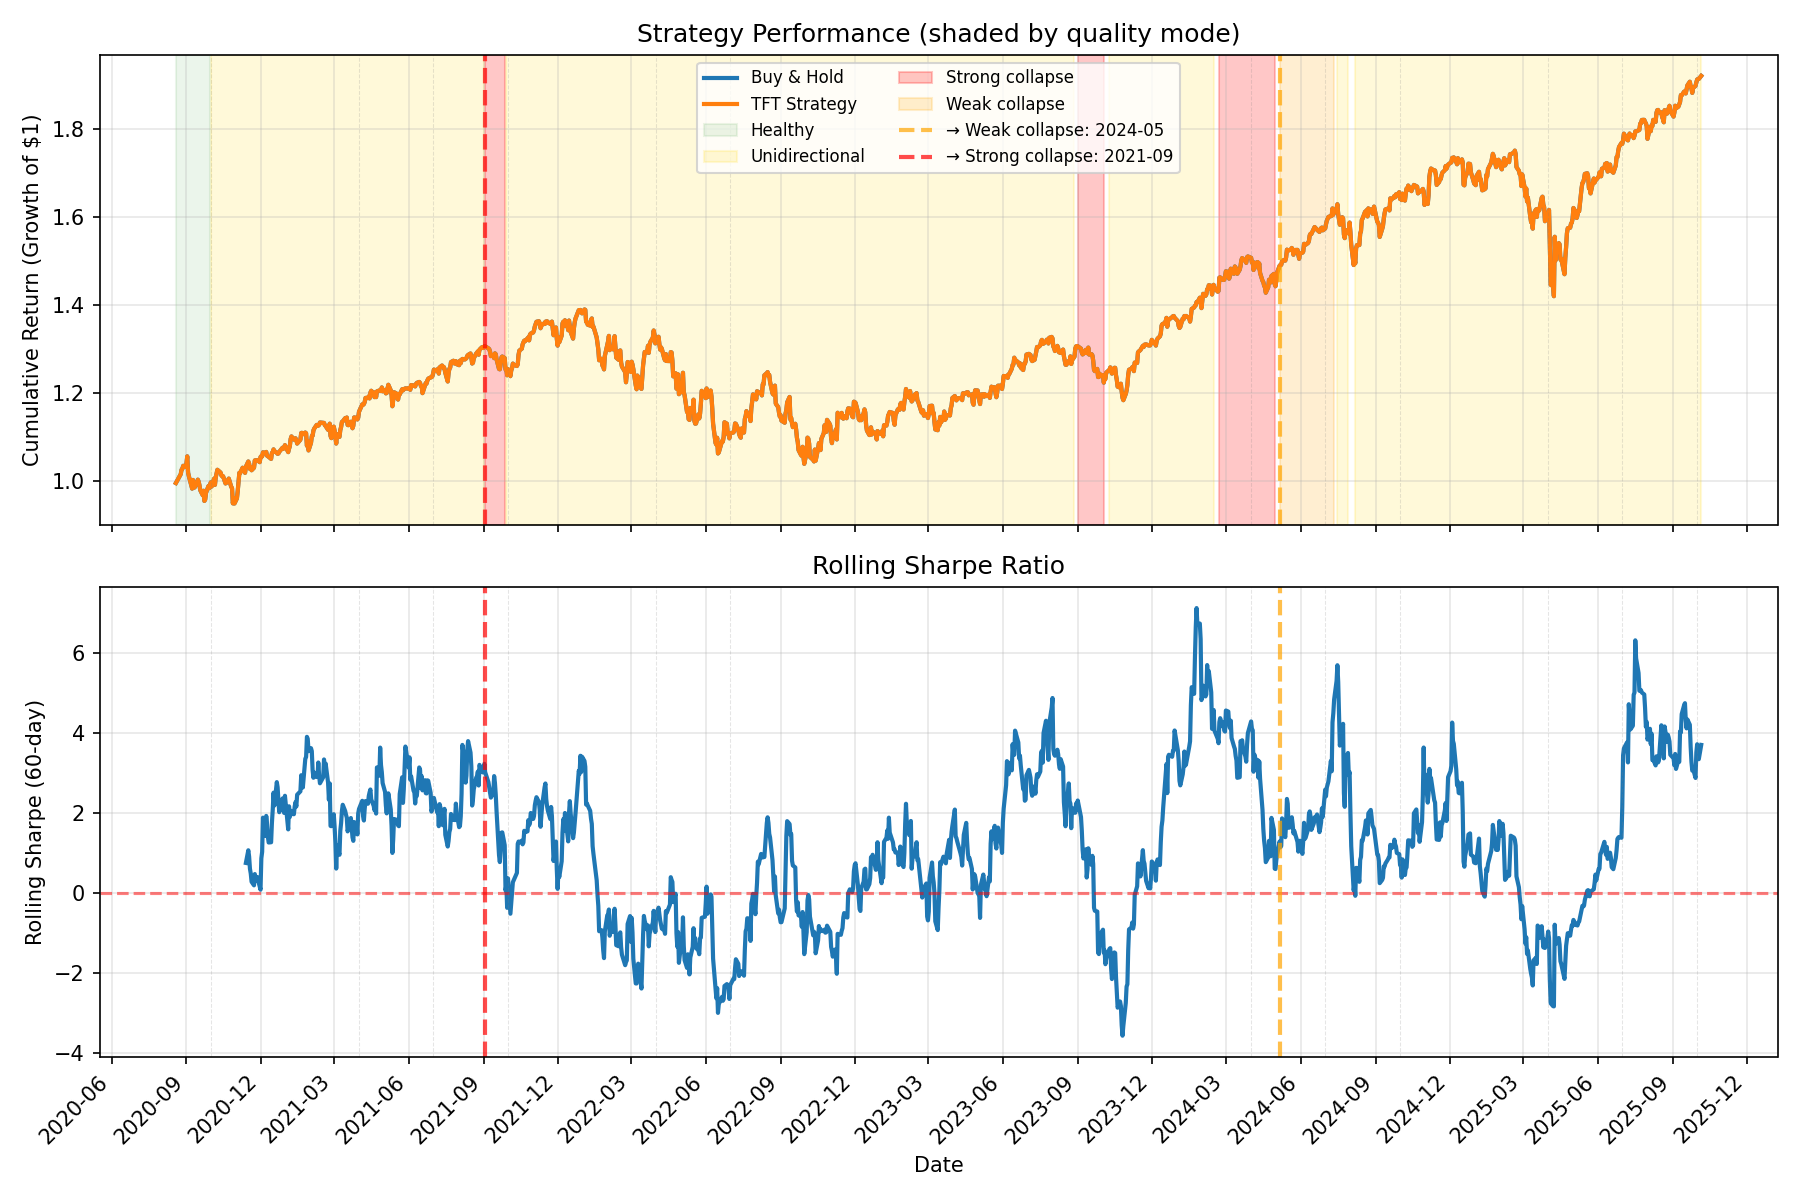 Strategy Performance (shaded by quality mode)
Cumulative Return (Growth of $1)
1.8
1.6
1.4
1.2
1.0
Buy & Hold
TFT Strategy
Healthy
Unidirectional
Strong collapse
Weak collapse
→ Weak collapse: 2024-05
→ Strong collapse: 2021-09
Rolling Sharpe Ratio
Rolling Sharpe (60-day)
6
4
2
0
−2
−4
2020-06
2020-09
2020-12
2021-03
2021-06
2021-09
2021-12
2022-03
2022-06
2022-09
2022-12
2023-03
2023-06
2023-09
2023-12
2024-03
2024-06
2024-09
2024-12
2025-03
2025-06
2025-09
2025-12
Date